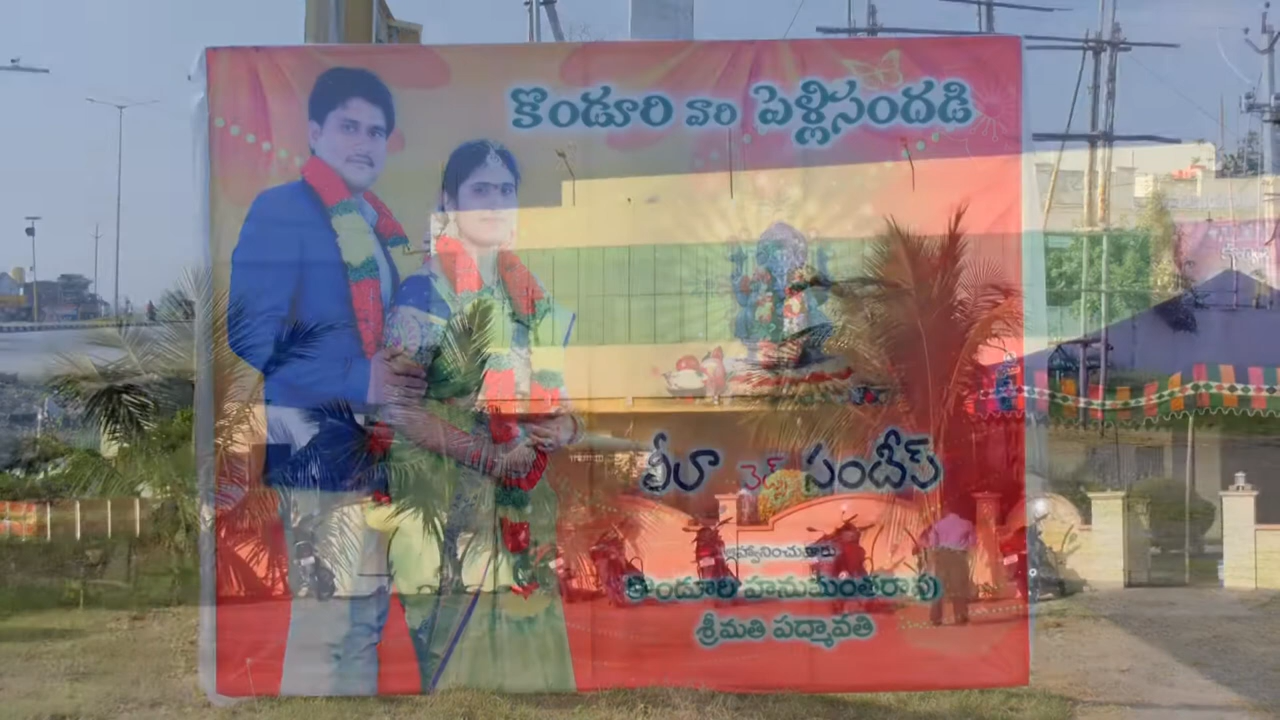 కొండూరి వారి పెళ్లిసందడి
లీలా వెడ్స్ సందీప్
ఆహ్వానించువారు
కొండూరి హనుమంతరావు
శ్రీమతి పద్మావతి